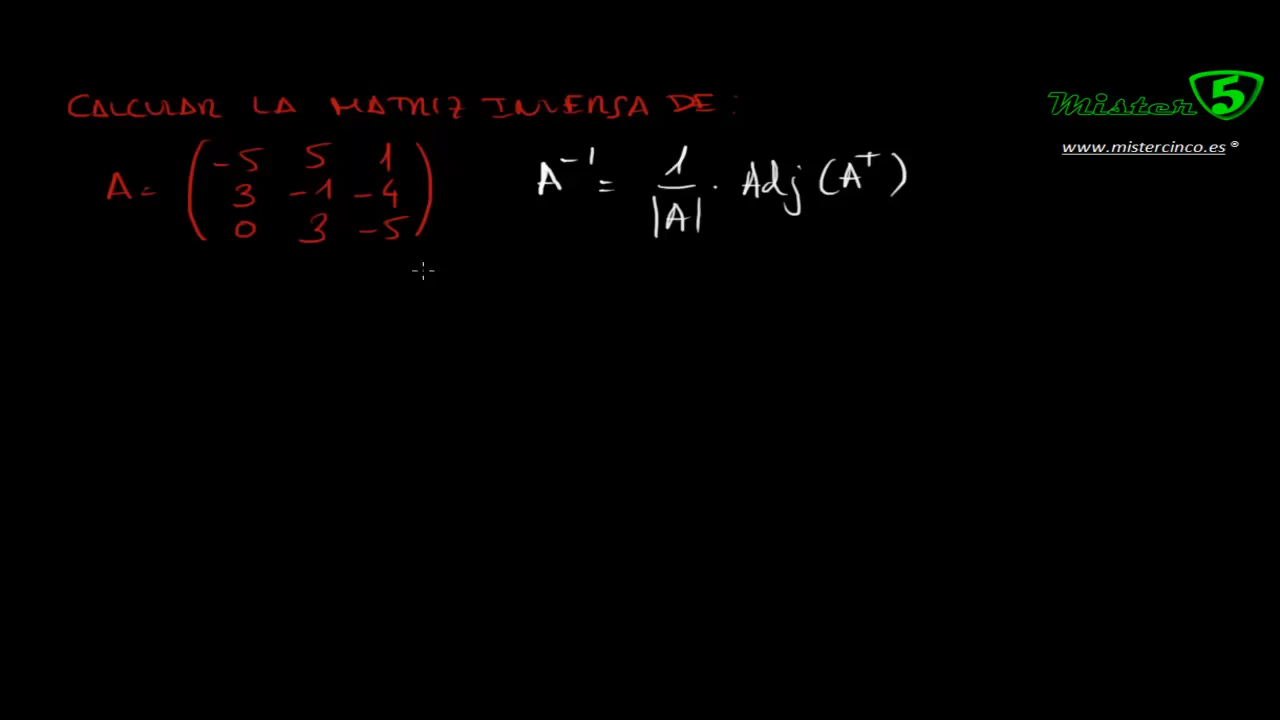 CALCULAR LA MATRIZ INVERSA DE :
Mister 5
www.mistercinco.es ®
A = ( -5 5 1
3 -1 -4
0 3 -5 )
A⁻¹ = 1/|A| · Adj (A⁺)